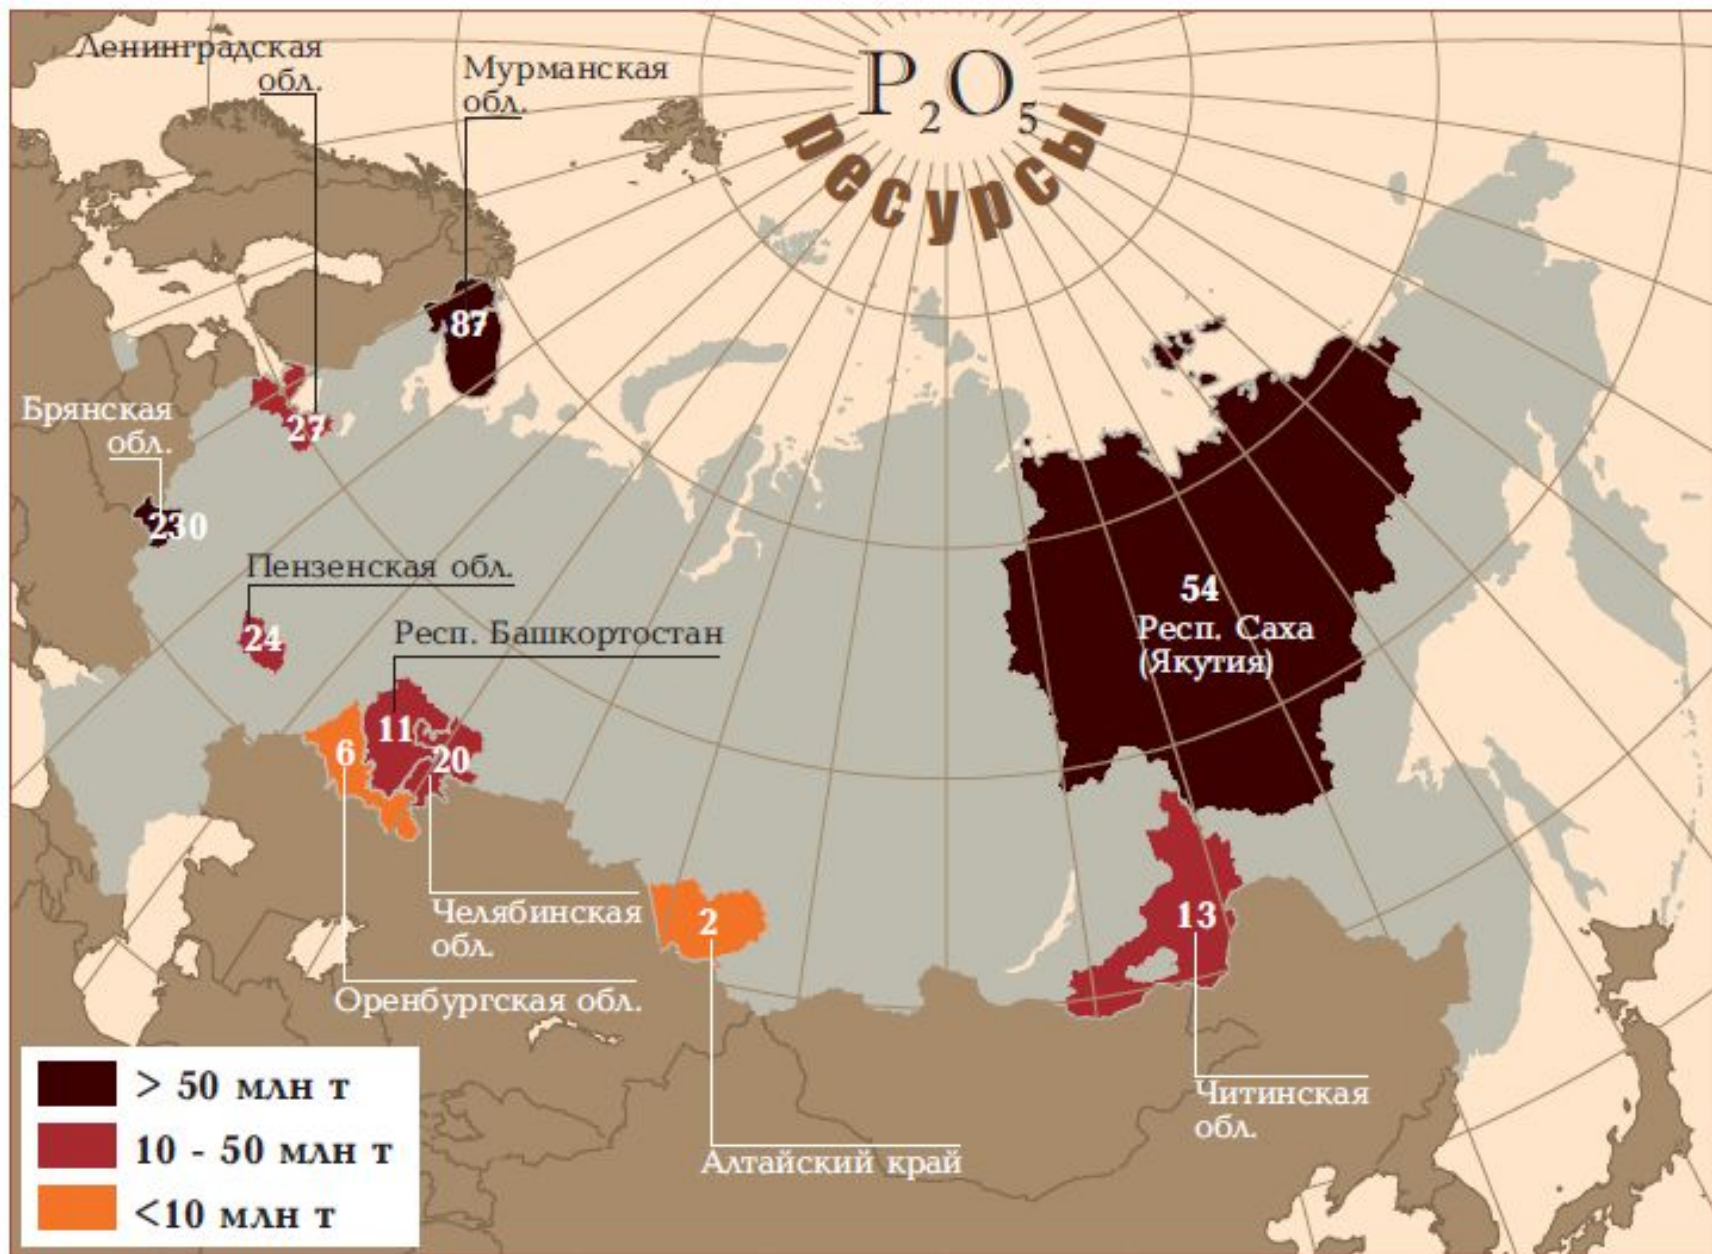 Ленинградская
обл.
Мурманская
обл.
P2O5
ресурсы
87
27
Брянская
обл.
230
Пензенская обл.
24
Респ. Башкортостан
11
6
20
54
Респ. Саха
(Якутия)
2
13
Челябинская
обл.
Оренбургская обл.
Читинская
обл.
Алтайский край
> 50 млн т
10 - 50 млн т
<10 млн т